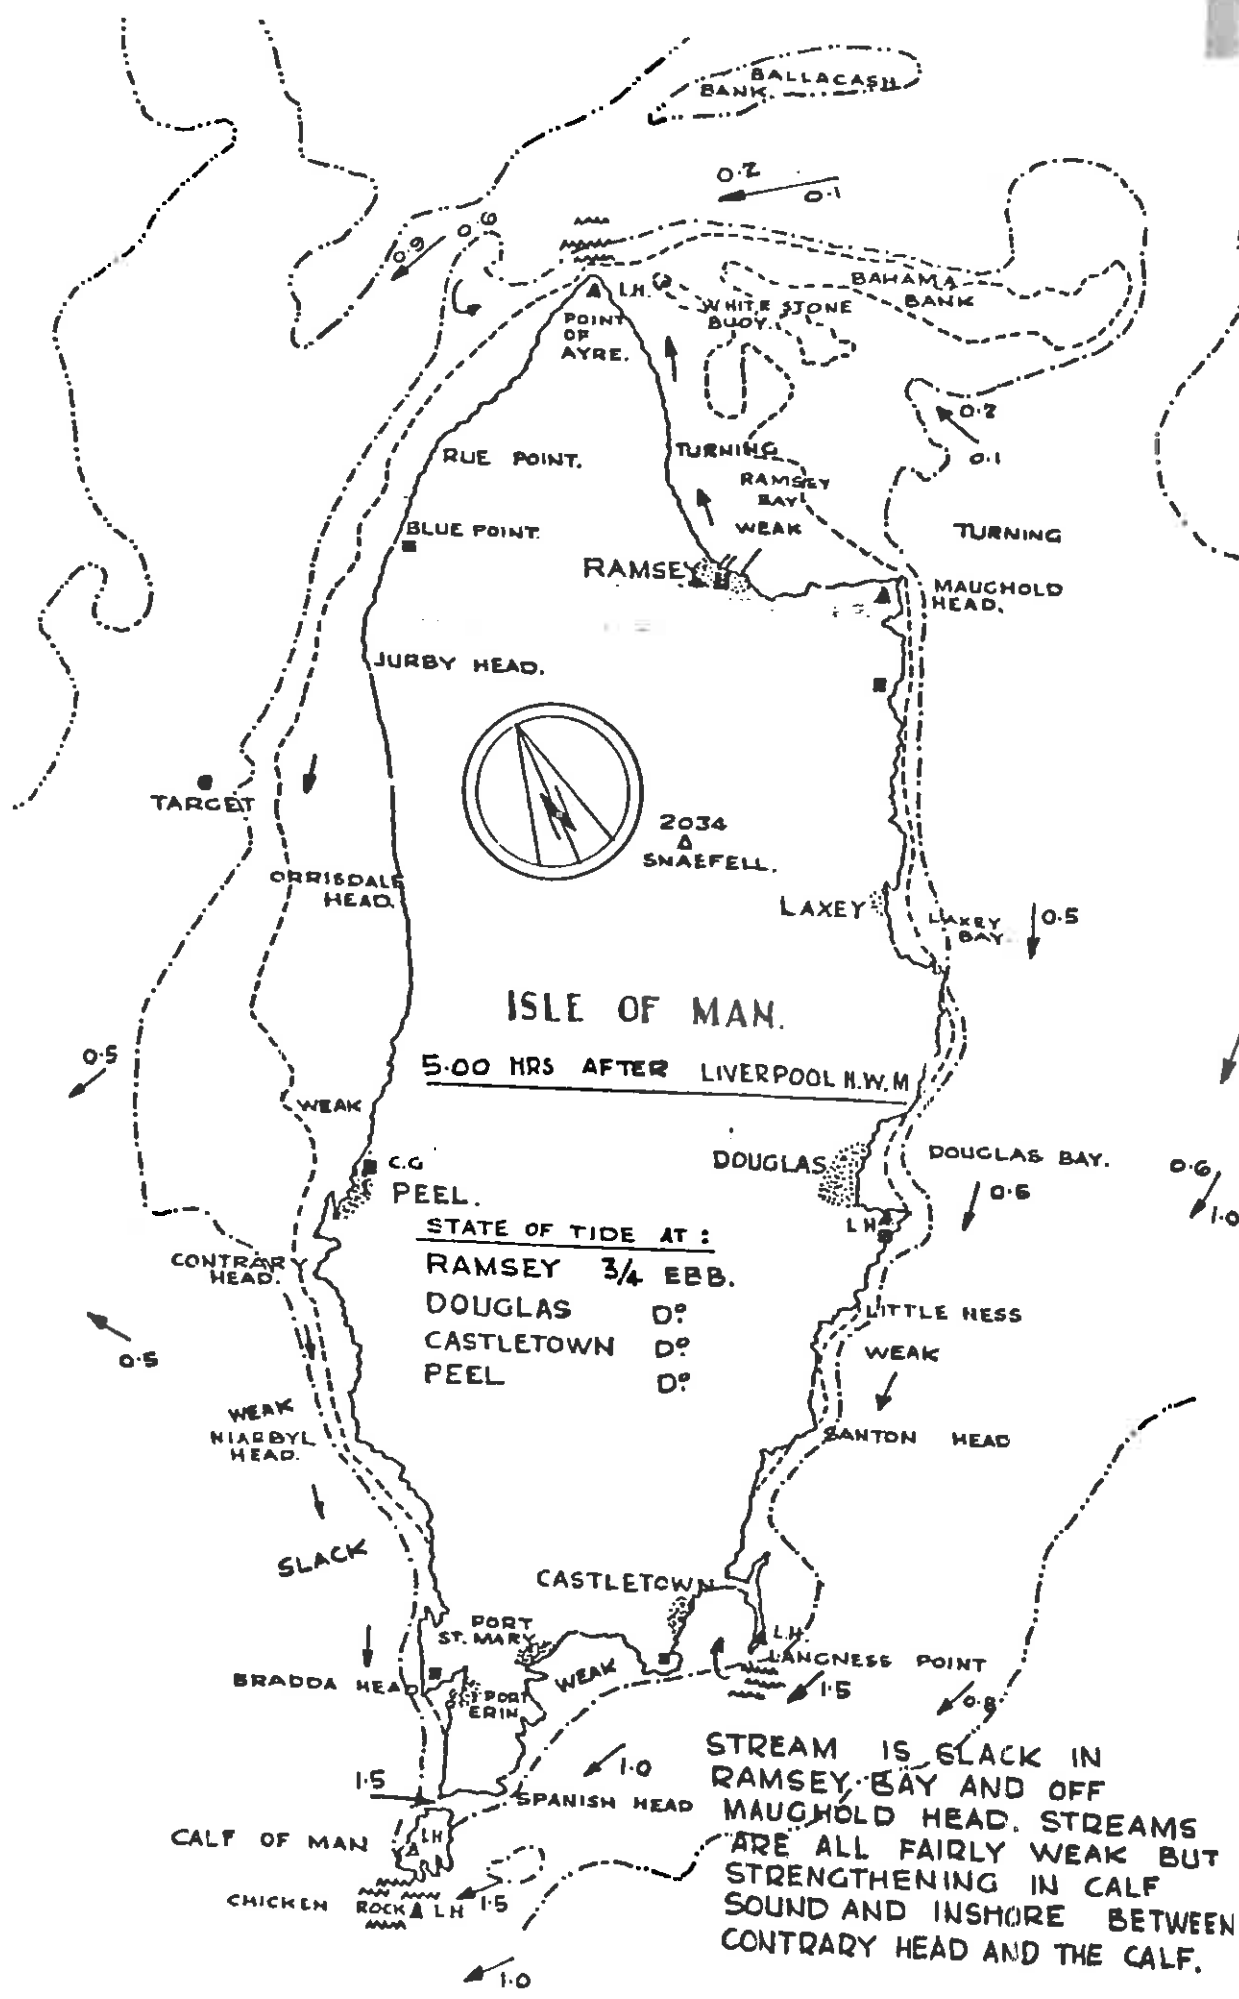 BALLACASH
BANK.
0.2
0.1
0.6
0.9
BAHAMA
BANK
L.H.
WHITE STONE
BUOY.
POINT
OF
AYRE.
0.2
0.1
RUE POINT.
TURNING
RAMSEY
BAY
WEAK
BLUE POINT.
TURNING
RAMSEY
MAUGHOLD
HEAD.
JURBY HEAD.
TARGET
2034
SNAEFELL.
ORRISDALE
HEAD.
LAXEY
LAXEY
BAY
0.5
ISLE OF MAN.
0.5
5.00 HRS AFTER LIVERPOOL H.W.M
WEAK
C.G
PEEL.
DOUGLAS
DOUGLAS BAY.
0.6
1.0
0.6
L H
STATE OF TIDE AT :
RAMSEY 3/4 EBB.
DOUGLAS Dº
CASTLETOWN Dº
PEEL Dº
CONTRARY
HEAD.
0.5
LITTLE NESS
WEAK
WEAK
NIARBYL
HEAD.
SANTON HEAD
SLACK
CASTLETOWN
PORT
ST. MARY
L.H.
LANGNESS POINT
1.5
0.8
WEAK
BRADDA HEAD
PORT
ERIN
1.0
1.5
SPANISH HEAD
CALF OF MAN
LH
CHICKEN ROCK LH
1.5
1.0
STREAM IS SLACK IN
RAMSEY BAY AND OFF
MAUGHOLD HEAD. STREAMS
ARE ALL FAIRLY WEAK BUT
STRENGTHENING IN CALF
SOUND AND INSHORE BETWEEN
CONTRARY HEAD AND THE CALF.